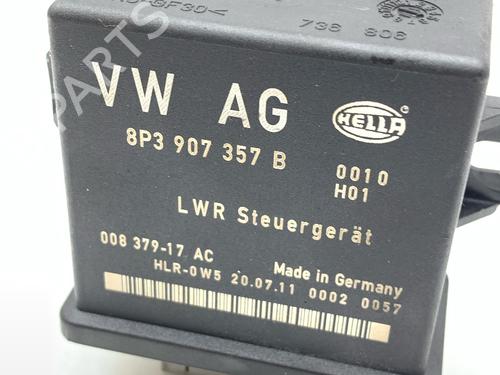 736 806
VW AG
HELLA
8P3 907 357 B
0010
H01
LWR Steuergerät
008 379-17 AC
Made in Germany
HLR-0W5 20.07.11 0002 0057